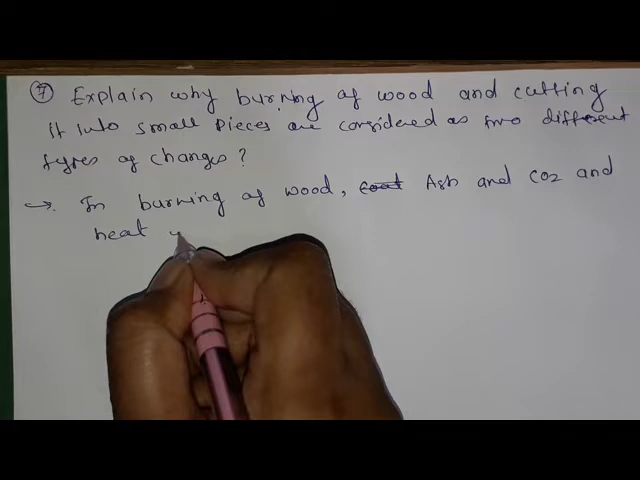 7 Explain why burning of wood and cutting
it into small pieces are considered as two different
types of changes?
→. In burning of wood, Ash and CO2 and
heat